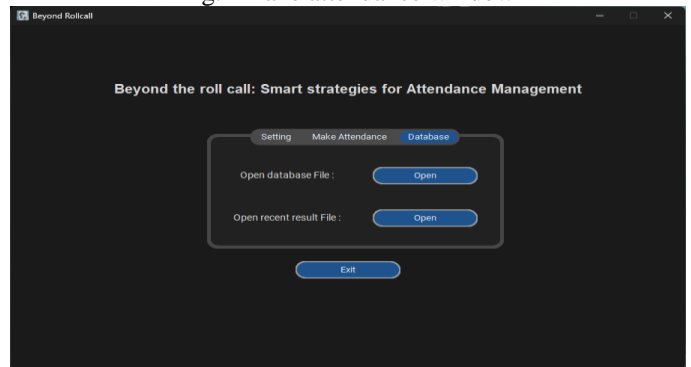 Beyond Rollcall
Beyond the roll call: Smart strategies for Attendance Management
Setting Make Attendance Database
Open database File : Open
Open recent result File : Open
Exit